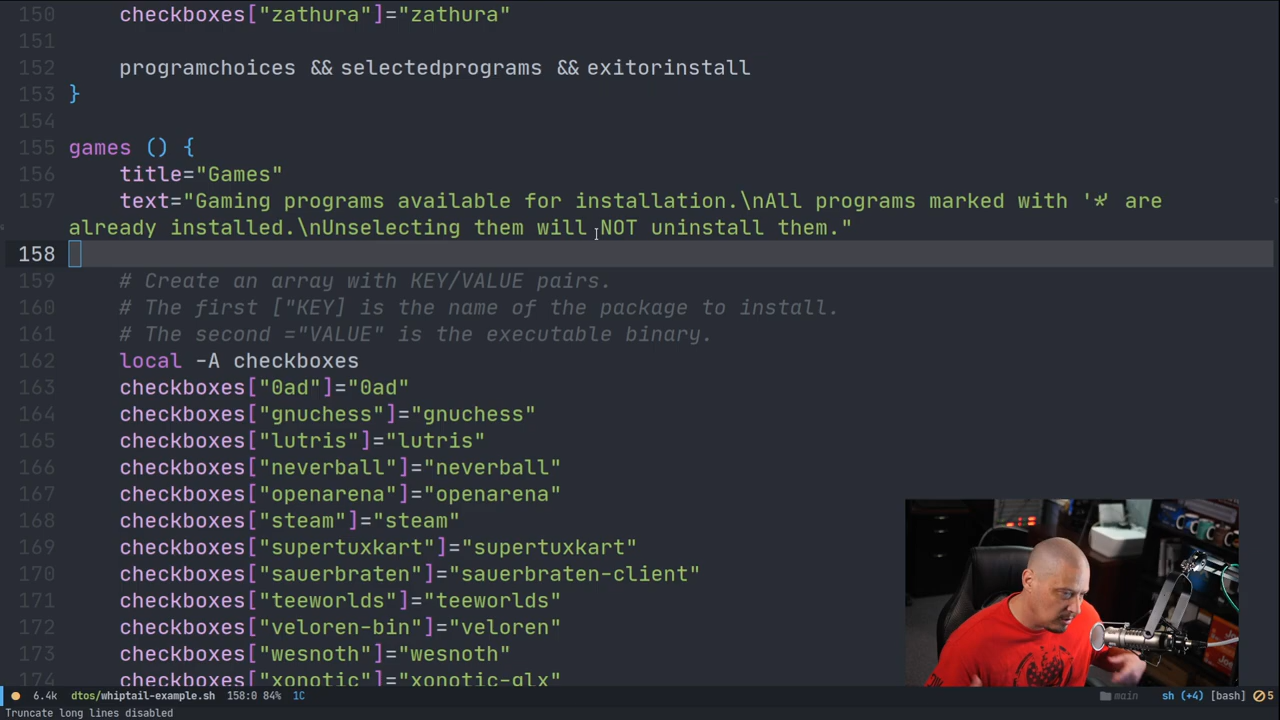 150 checkboxes["zathura"]="zathura"
151
152 programchoices && selectedprograms && exitorinstall
153 }
154
155 games () {
156 title="Games"
157 text="Gaming programs available for installation.\nAll programs marked with '*' are
already installed.\nUnselecting them will NOT uninstall them."
158
159 # Create an array with KEY/VALUE pairs.
160 # The first ["KEY] is the name of the package to install.
161 # The second ="VALUE" is the executable binary.
162 local -A checkboxes
163 checkboxes["0ad"]="0ad"
164 checkboxes["gnuchess"]="gnuchess"
165 checkboxes["lutris"]="lutris"
166 checkboxes["neverball"]="neverball"
167 checkboxes["openarena"]="openarena"
168 checkboxes["steam"]="steam"
169 checkboxes["supertuxkart"]="supertuxkart"
170 checkboxes["sauerbraten"]="sauerbraten-client"
171 checkboxes["teeworlds"]="teeworlds"
172 checkboxes["veloren-bin"]="veloren"
173 checkboxes["wesnoth"]="wesnoth"
174 checkboxes["xonotic"]="xonotic-glx"
6.4k dtos/whiptail-example.sh 158:0 84% 1C main sh (+4) [bash] 5
Truncate long lines disabled